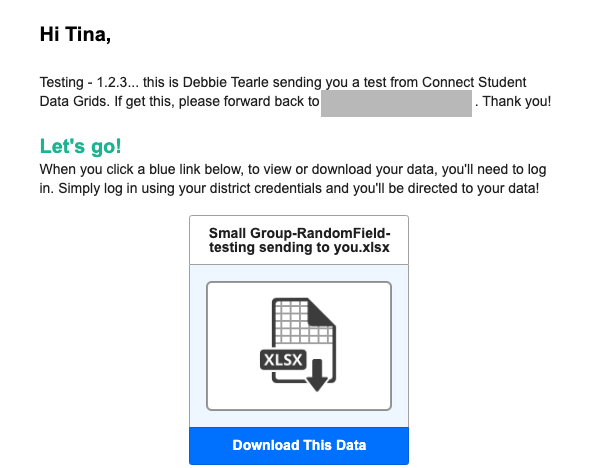 Hi Tina,
Testing - 1.2.3... this is Debbie Tearle sending you a test from Connect Student
Data Grids. If get this, please forward back to . Thank you!
Let's go!
When you click a blue link below, to view or download your data, you'll need to log
in. Simply log in using your district credentials and you'll be directed to your data!
Small Group-RandomField-
testing sending to you.xlsx
XLSX
Download This Data